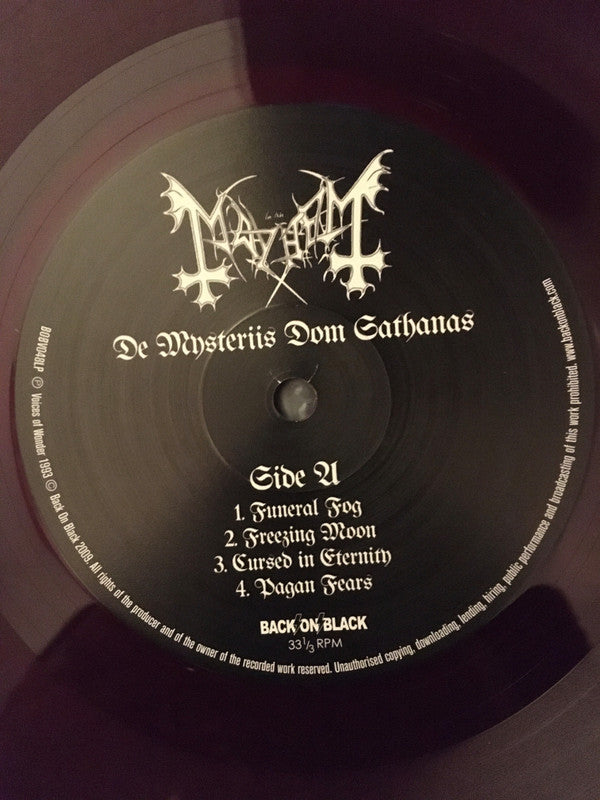 Mayhem
De Mysteriis Dom Sathanas
Side A
1. Funeral Fog
2. Freezing Moon
3. Cursed in Eternity
4. Pagan Fears
BACK ON BLACK
33 1/3 RPM
BOBV048LP ℗ Voices of Wonder 1993 © Back On Black 2009. All rights of the producer and of the owner of the recorded work reserved. Unauthorised copying, downloading, lending, hiring, public performance and broadcasting of this work prohibited. www.backonblack.com